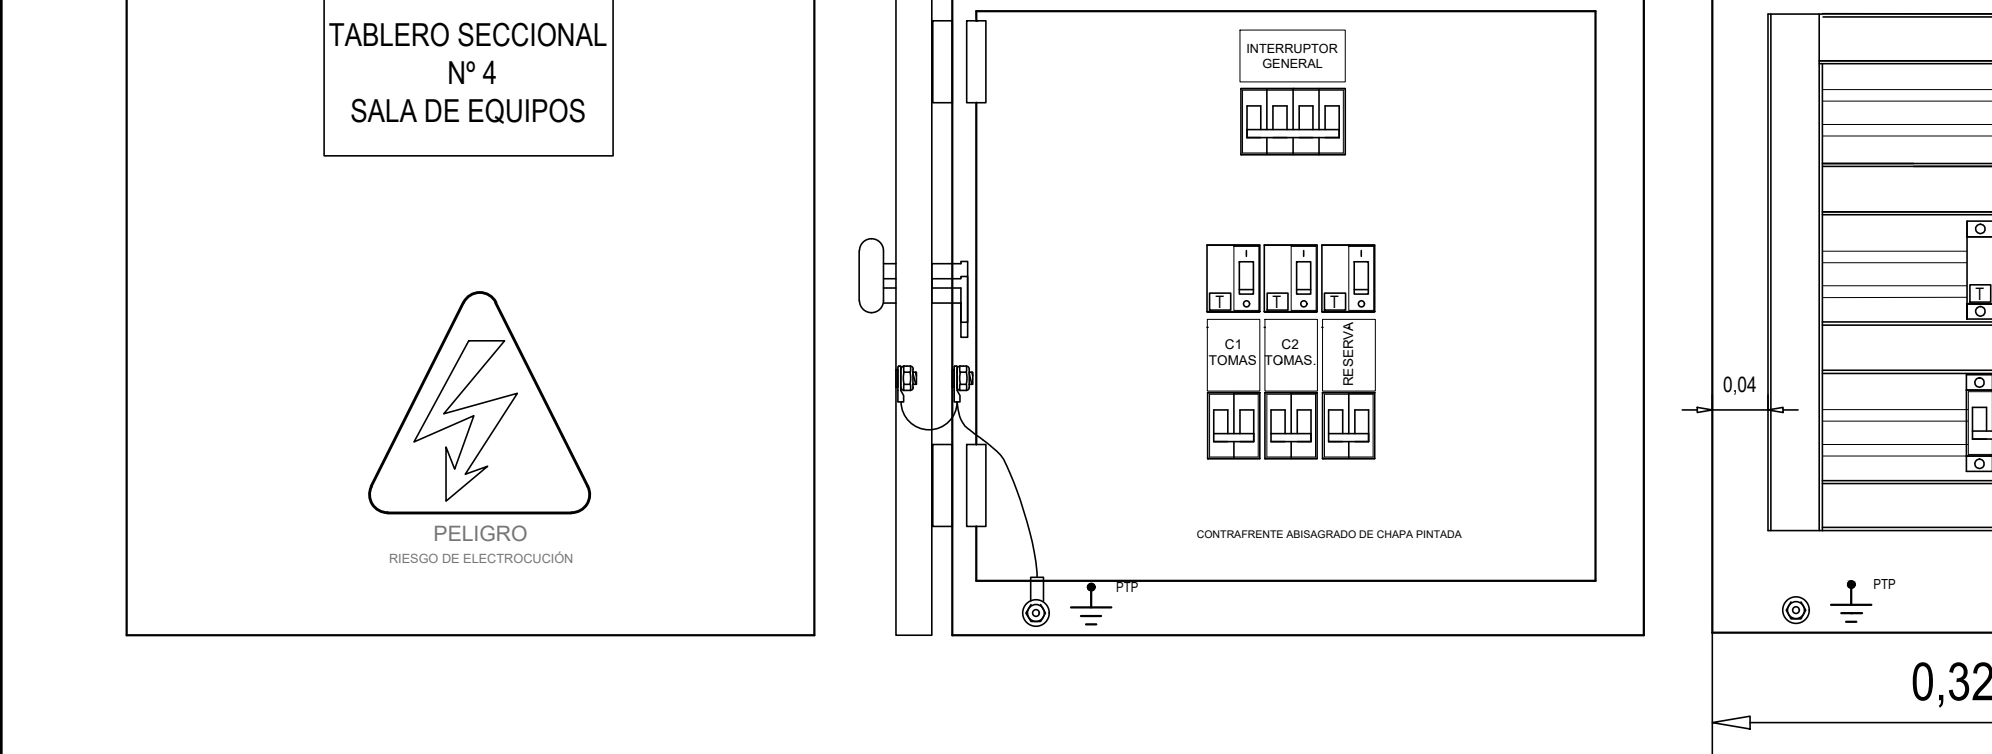 TABLERO SECCIONAL
Nº 4
SALA DE EQUIPOS
PELIGRO
RIESGO DE ELECTROCUCIÓN
INTERRUPTOR
GENERAL
I
I
I
T
T
T
C1
TOMAS
C2
TOMAS.
RESERVA
CONTRAFRENTE ABISAGRADO DE CHAPA PINTADA
PTP
T
0,04
PTP
0,32